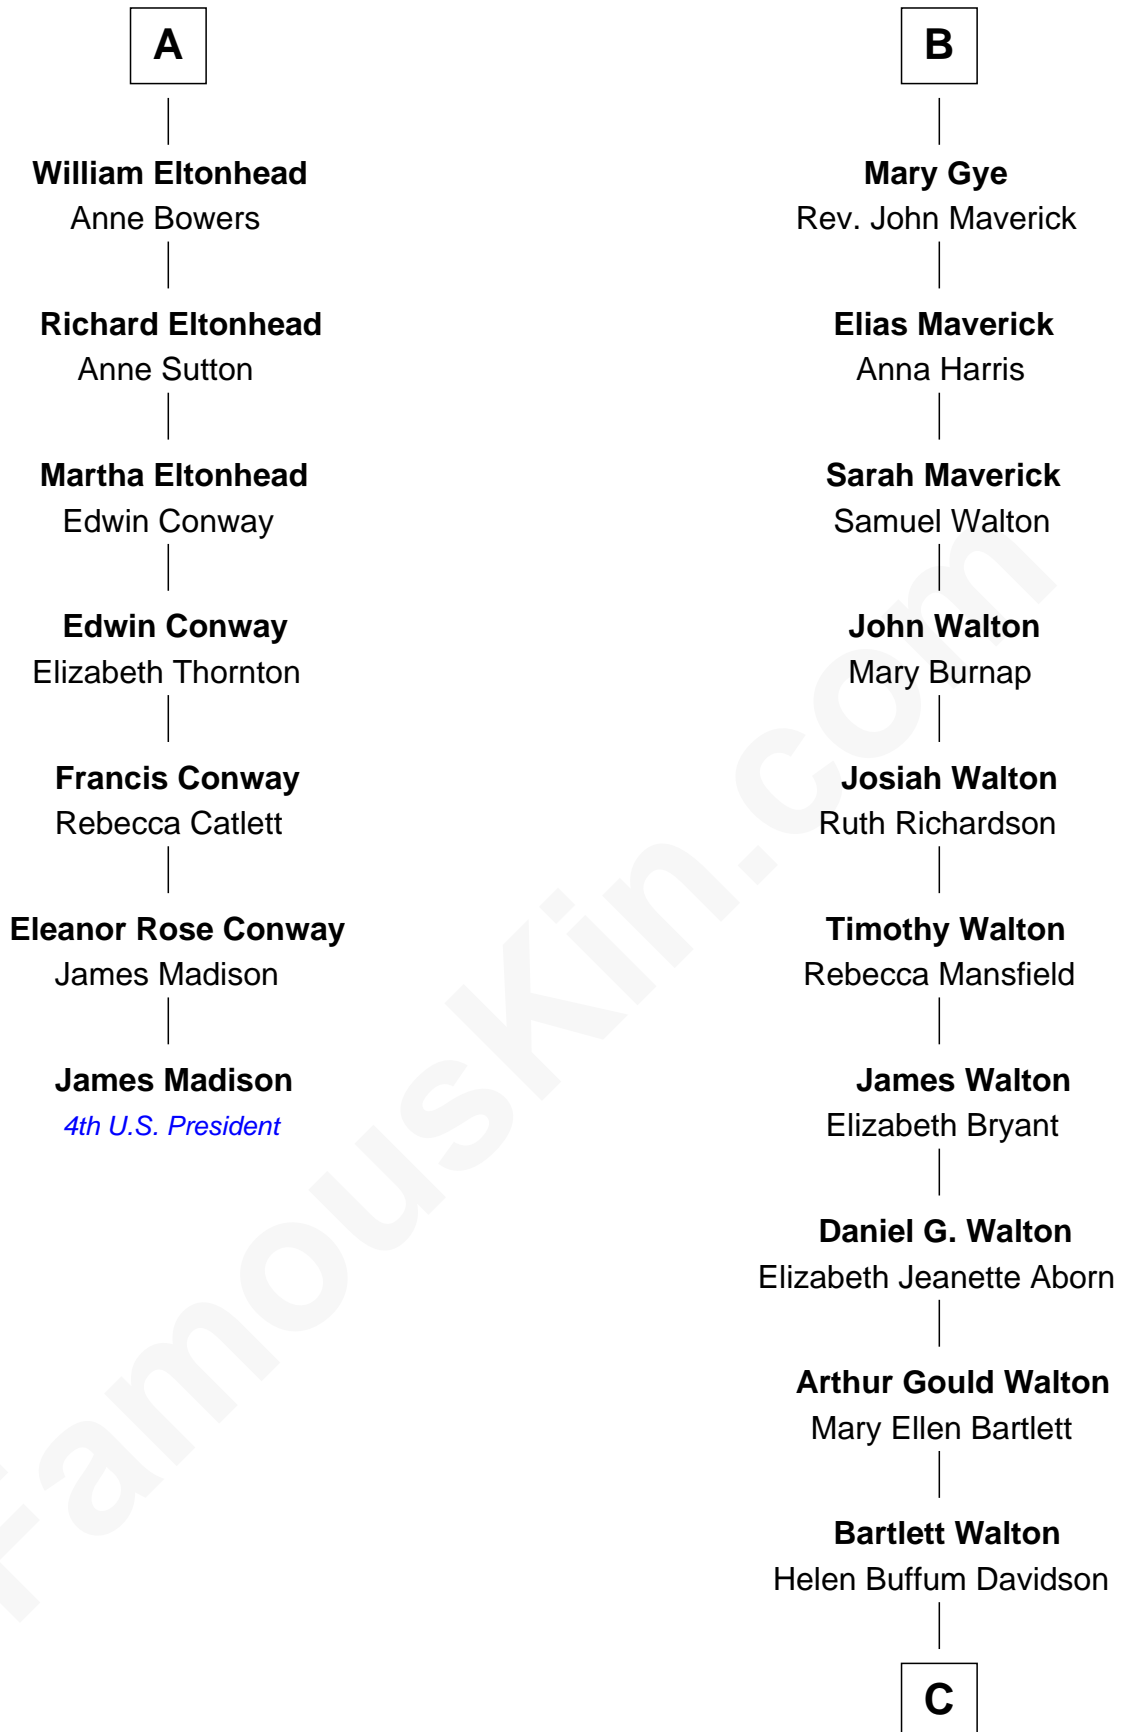 A
William Eltonhead
Anne Bowers
Richard Eltonhead
Anne Sutton
Martha Eltonhead
Edwin Conway
Edwin Conway
Elizabeth Thornton
Francis Conway
Rebecca Catlett
Eleanor Rose Conway
James Madison
James Madison
4th U.S. President
B
Mary Gye
Rev. John Maverick
Elias Maverick
Anna Harris
Sarah Maverick
Samuel Walton
John Walton
Mary Burnap
Josiah Walton
Ruth Richardson
Timothy Walton
Rebecca Mansfield
James Walton
Elizabeth Bryant
Daniel G. Walton
Elizabeth Jeanette Aborn
Arthur Gould Walton
Mary Ellen Bartlett
Bartlett Walton
Helen Buffum Davidson
C
FamousKin.com